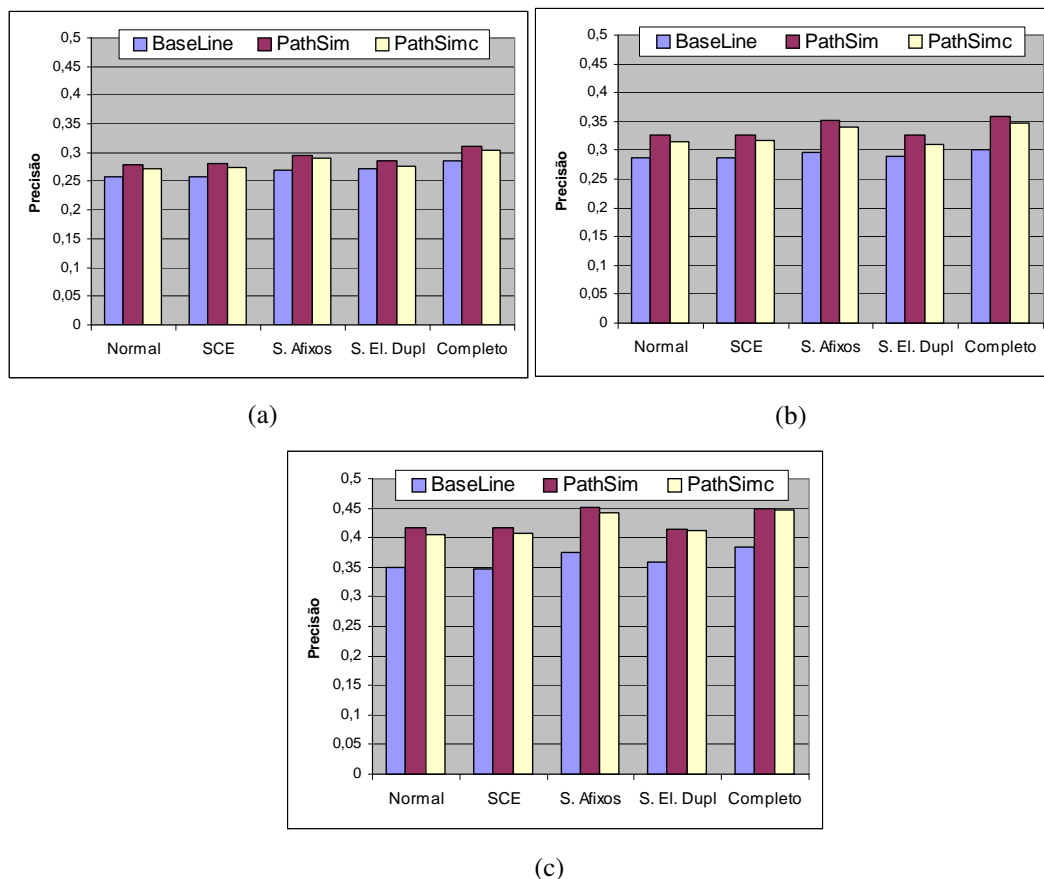 BaseLine PathSim PathSimc
0,5
0,45
0,4
0,35
0,3
0,25
0,2
0,15
0,1
0,05
0
Precisão
Normal SCE S. Afixos S. El. Dupl Completo
(a)
BaseLine PathSim PathSimc
0,5
0,45
0,4
0,35
0,3
0,25
0,2
0,15
0,1
0,05
0
Precisão
Normal SCE S. Afixos S. El. Dupl Completo
(b)
BaseLine PathSim PathSimc
0,5
0,45
0,4
0,35
0,3
0,25
0,2
0,15
0,1
0,05
0
Precisão
Normal SCE S. Afixos S. El. Dupl Completo
(c)